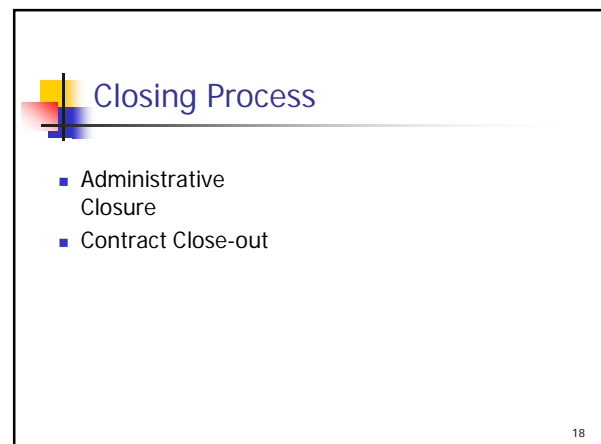 Closing Process
Administrative
Closure
Contract Close-out
18